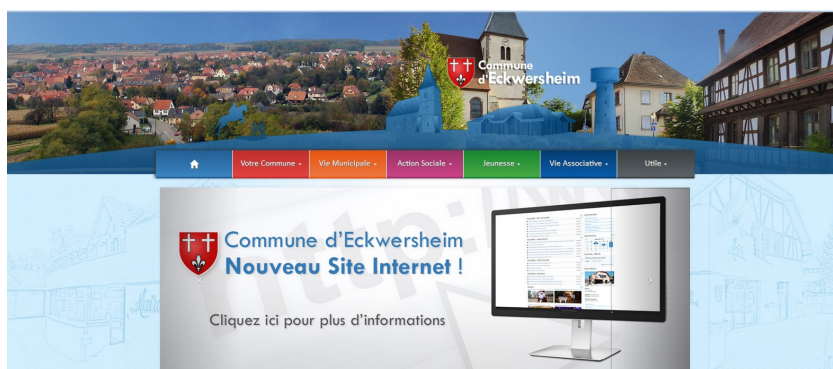 Commune
d'Eckwersheim
Votre Commune
Vie Municipale
Action Sociale
Jeunesse
Vie Associative
Utile
http:/
Commune d'Eckwersheim
Nouveau Site Internet !
Cliquez ici pour plus d'informations